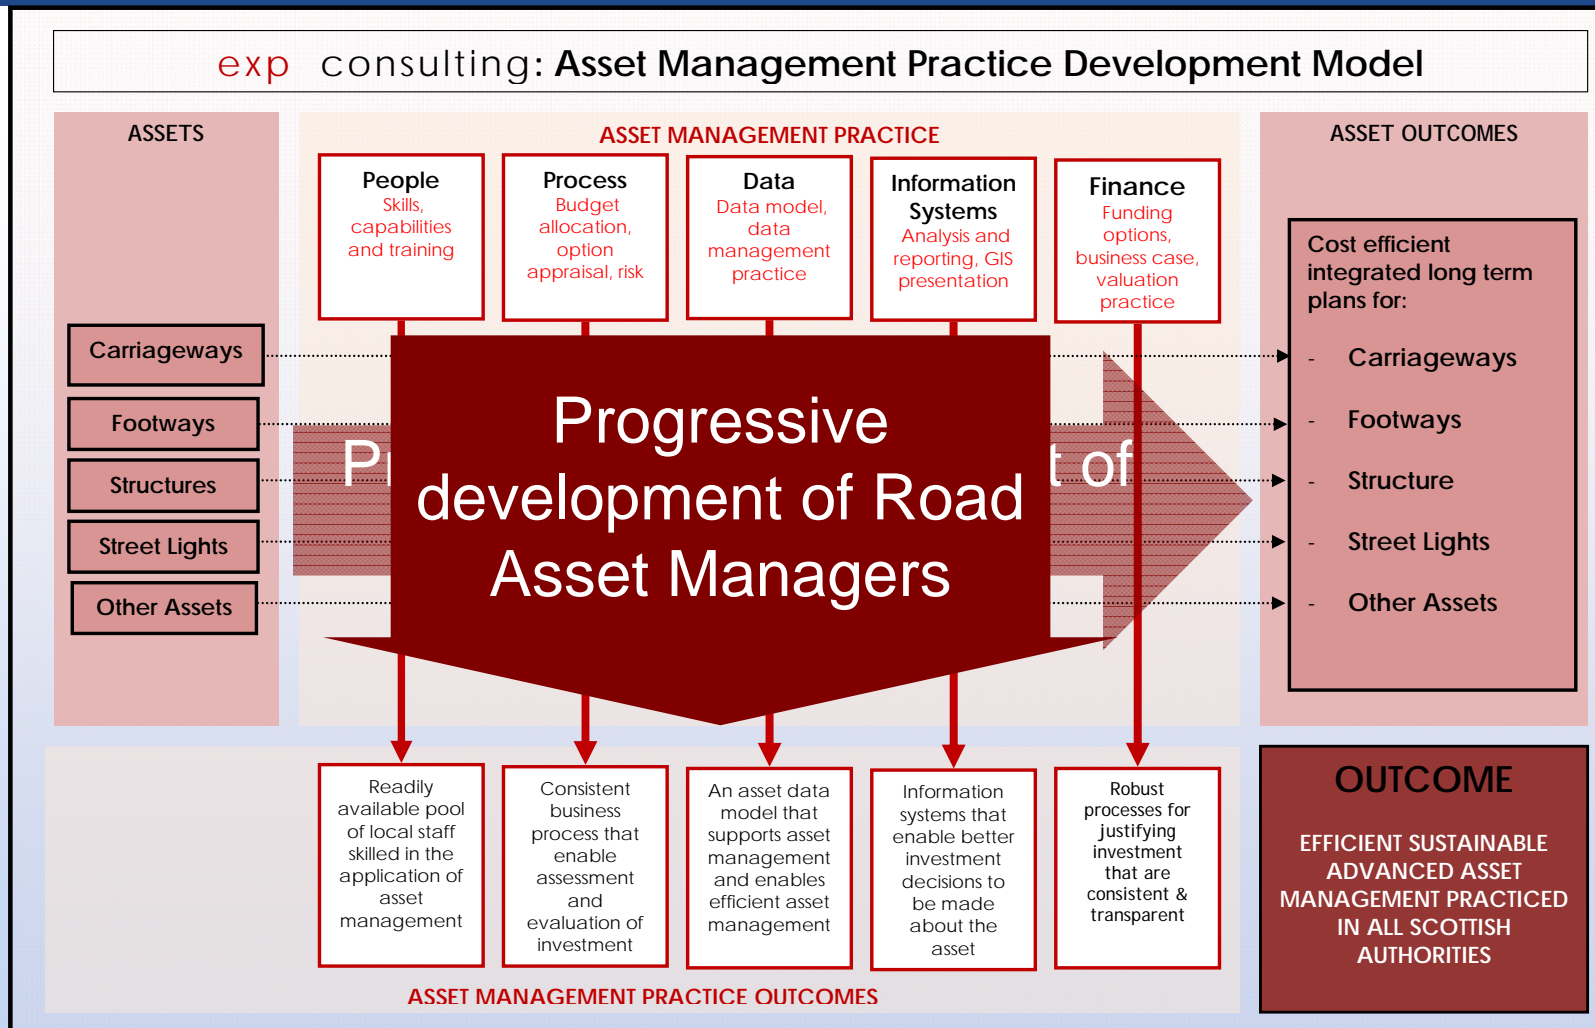 exp consulting: Asset Management Practice Development Model
ASSETS
ASSET MANAGEMENT PRACTICE
ASSET OUTCOMES
People
Skills,
capabilities
and training
Process
Budget
allocation,
option
appraisal, risk
Data
Data model,
data
management
practice
Information
Systems
Analysis and
reporting, GIS
presentation
Finance
Funding
options,
business case,
valuation
practice
Carriageways
Footways
Structures
Street Lights
Other Assets
Progressive
development of Road
Asset Managers
t of
Cost efficient
integrated long term
plans for:
- Carriageways
- Footways
- Structure
- Street Lights
- Other Assets
Readily
available pool
of local staff
skilled in the
application of
asset
management
Consistent
business
process that
enable
assessment
and
evaluation of
investment
An asset data
model that
supports asset
management
and enables
efficient asset
management
Information
systems that
enable better
investment
decisions to
be made
about the
asset
Robust
processes for
justifying
investment
that are
consistent &
transparent
ASSET MANAGEMENT PRACTICE OUTCOMES
OUTCOME
EFFICIENT SUSTAINABLE
ADVANCED ASSET
MANAGEMENT PRACTICED
IN ALL SCOTTISH
AUTHORITIES